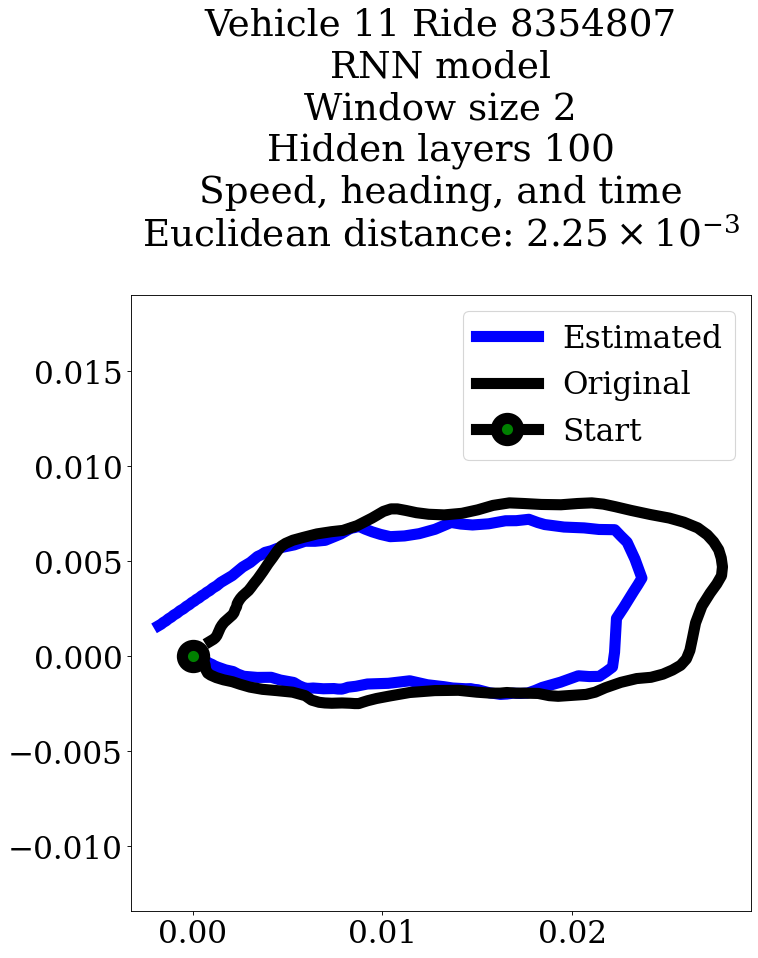 Vehicle 11 Ride 8354807
RNN model
Window size 2
Hidden layers 100
Speed, heading, and time
Euclidean distance: 2.25 × 10⁻³
Estimated
Original
Start
0.015
0.010
0.005
0.000
−0.005
−0.010
0.00 0.01 0.02